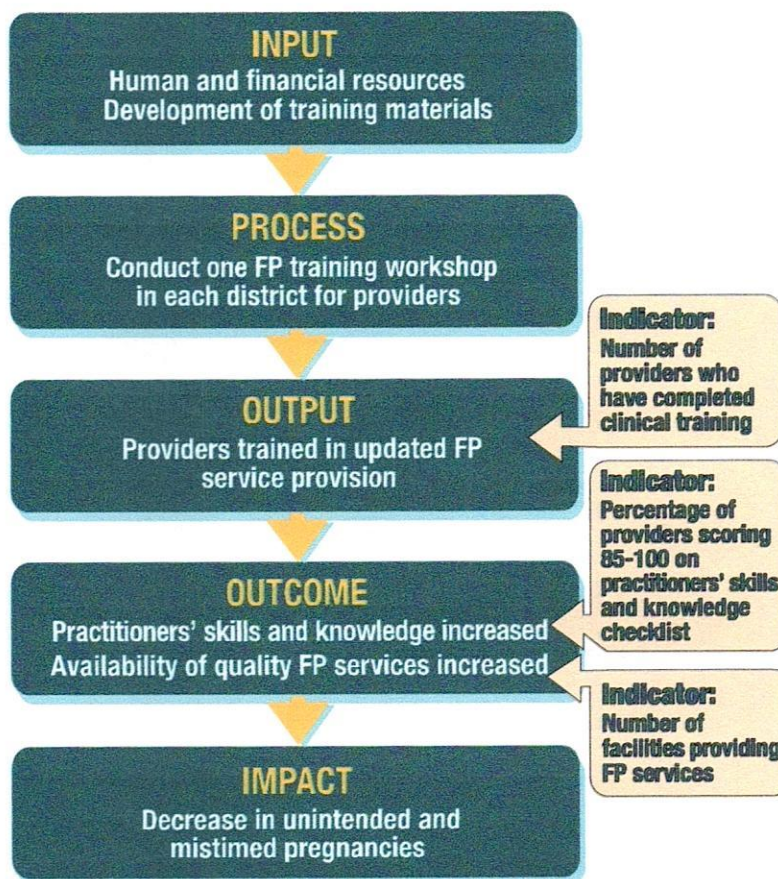 INPUT
Human and financial resources
Development of training materials
PROCESS
Conduct one FP training workshop
in each district for providers
OUTPUT
Providers trained in updated FP
service provision
Indicator:
Number of
providers who
have completed
clinical training
OUTCOME
Practitioners' skills and knowledge increased
Availability of quality FP services increased
Indicator:
Percentage of
providers scoring
85-100 on
practitioners' skills
and knowledge
checklist
Indicator:
Number of
facilities providing
FP services
IMPACT
Decrease in unintended and
mistimed pregnancies